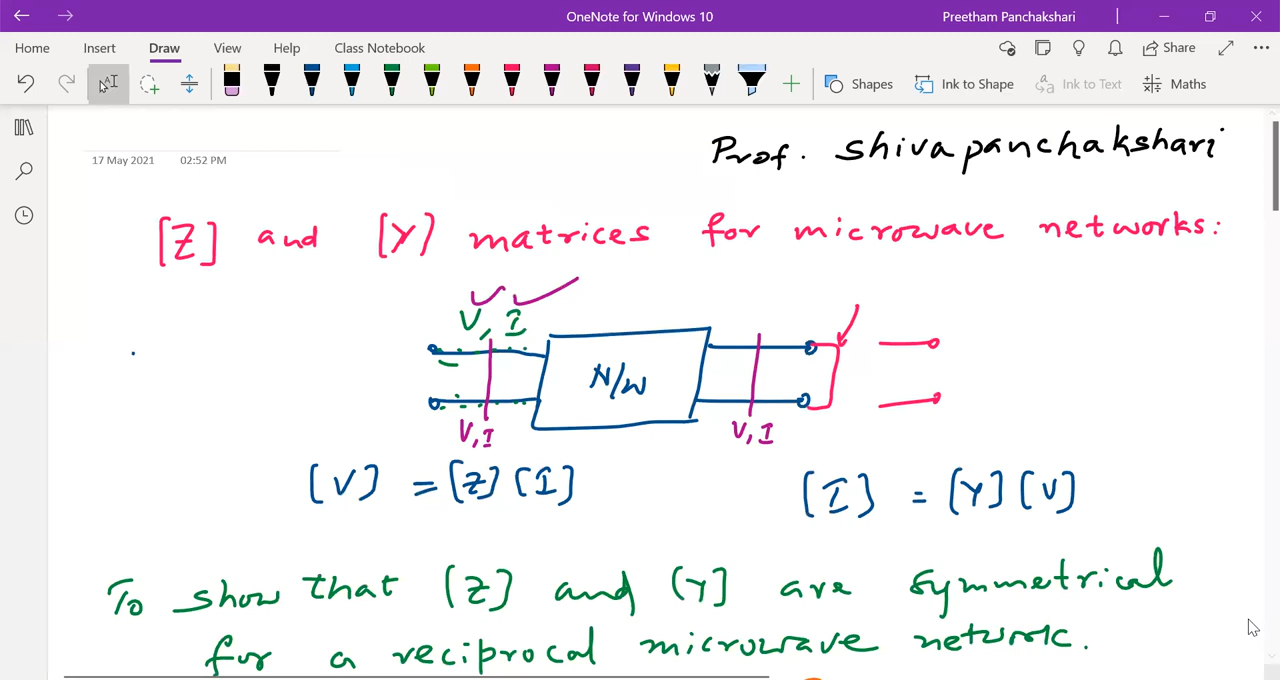 OneNote for Windows 10
Preetham Panchakshari
Home Insert Draw View Help Class Notebook
Share
Shapes Ink to Shape Ink to Text Maths
17 May 2021 02:52 PM
Prof. shivapanchakshari
[Z] and [Y] matrices for microwave networks:
V, I
N/W
V, I V, I
[V] = [Z] [I] [I] = [Y] [V]
To show that [Z] and [Y] are symmetrical
for a reciprocal microwave network.